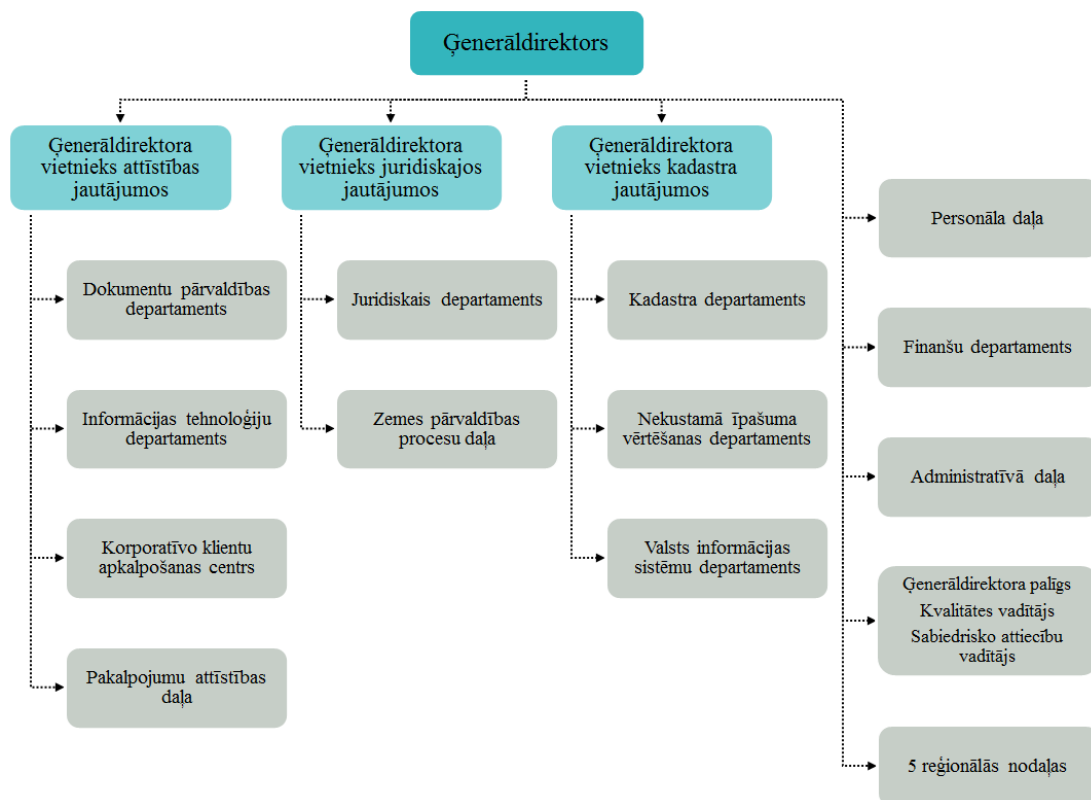 Ģenerāldirektors
Ģenerāldirektora
vietnieks attīstības
jautājumos
Dokumentu pārvaldības
departaments
Informācijas tehnoloģiju
departaments
Korporatīvo klientu
apkalpošanas centrs
Pakalpojumu attīstības
daļa
Ģenerāldirektora
vietnieks juridiskajos
jautājumos
Juridiskais departaments
Zemes pārvaldības
procesu daļa
Ģenerāldirektora
vietnieks kadastra
jautājumos
Kadastra departaments
Nekustamā īpašuma
vērtēšanas departaments
Valsts informācijas
sistēmu departaments
Personāla daļa
Finanšu departaments
Administratīvā daļa
Ģenerāldirektora palīgs
Kvalitātes vadītājs
Sabiedrisko attiecību
vadītājs
5 reģionālās nodaļas